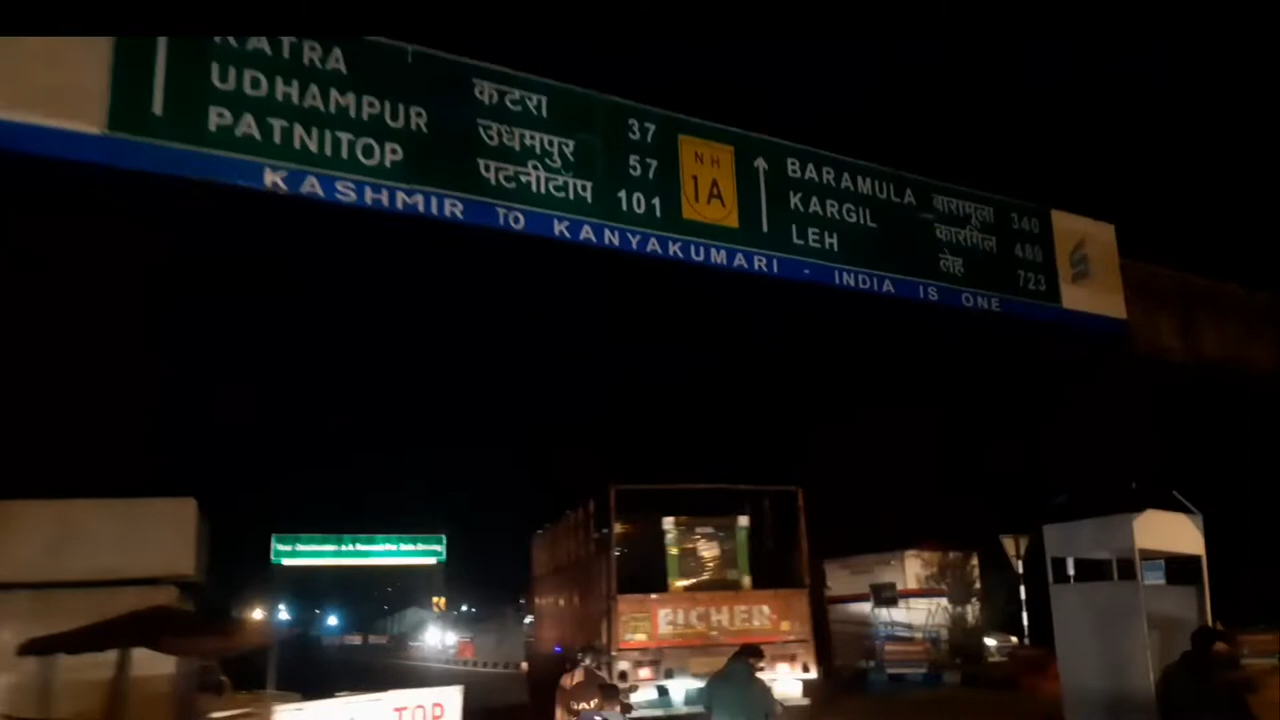 KATRA कटरा 37
UDHAMPUR उधमपुर 57
PATNITOP पटनीटॉप 101
NH
1A
BARAMULA बारामूला 340
KARGIL कारगिल 489
LEH लेह 723
KASHMIR TO KANYAKUMARI - INDIA IS ONE
EICHER
TOP